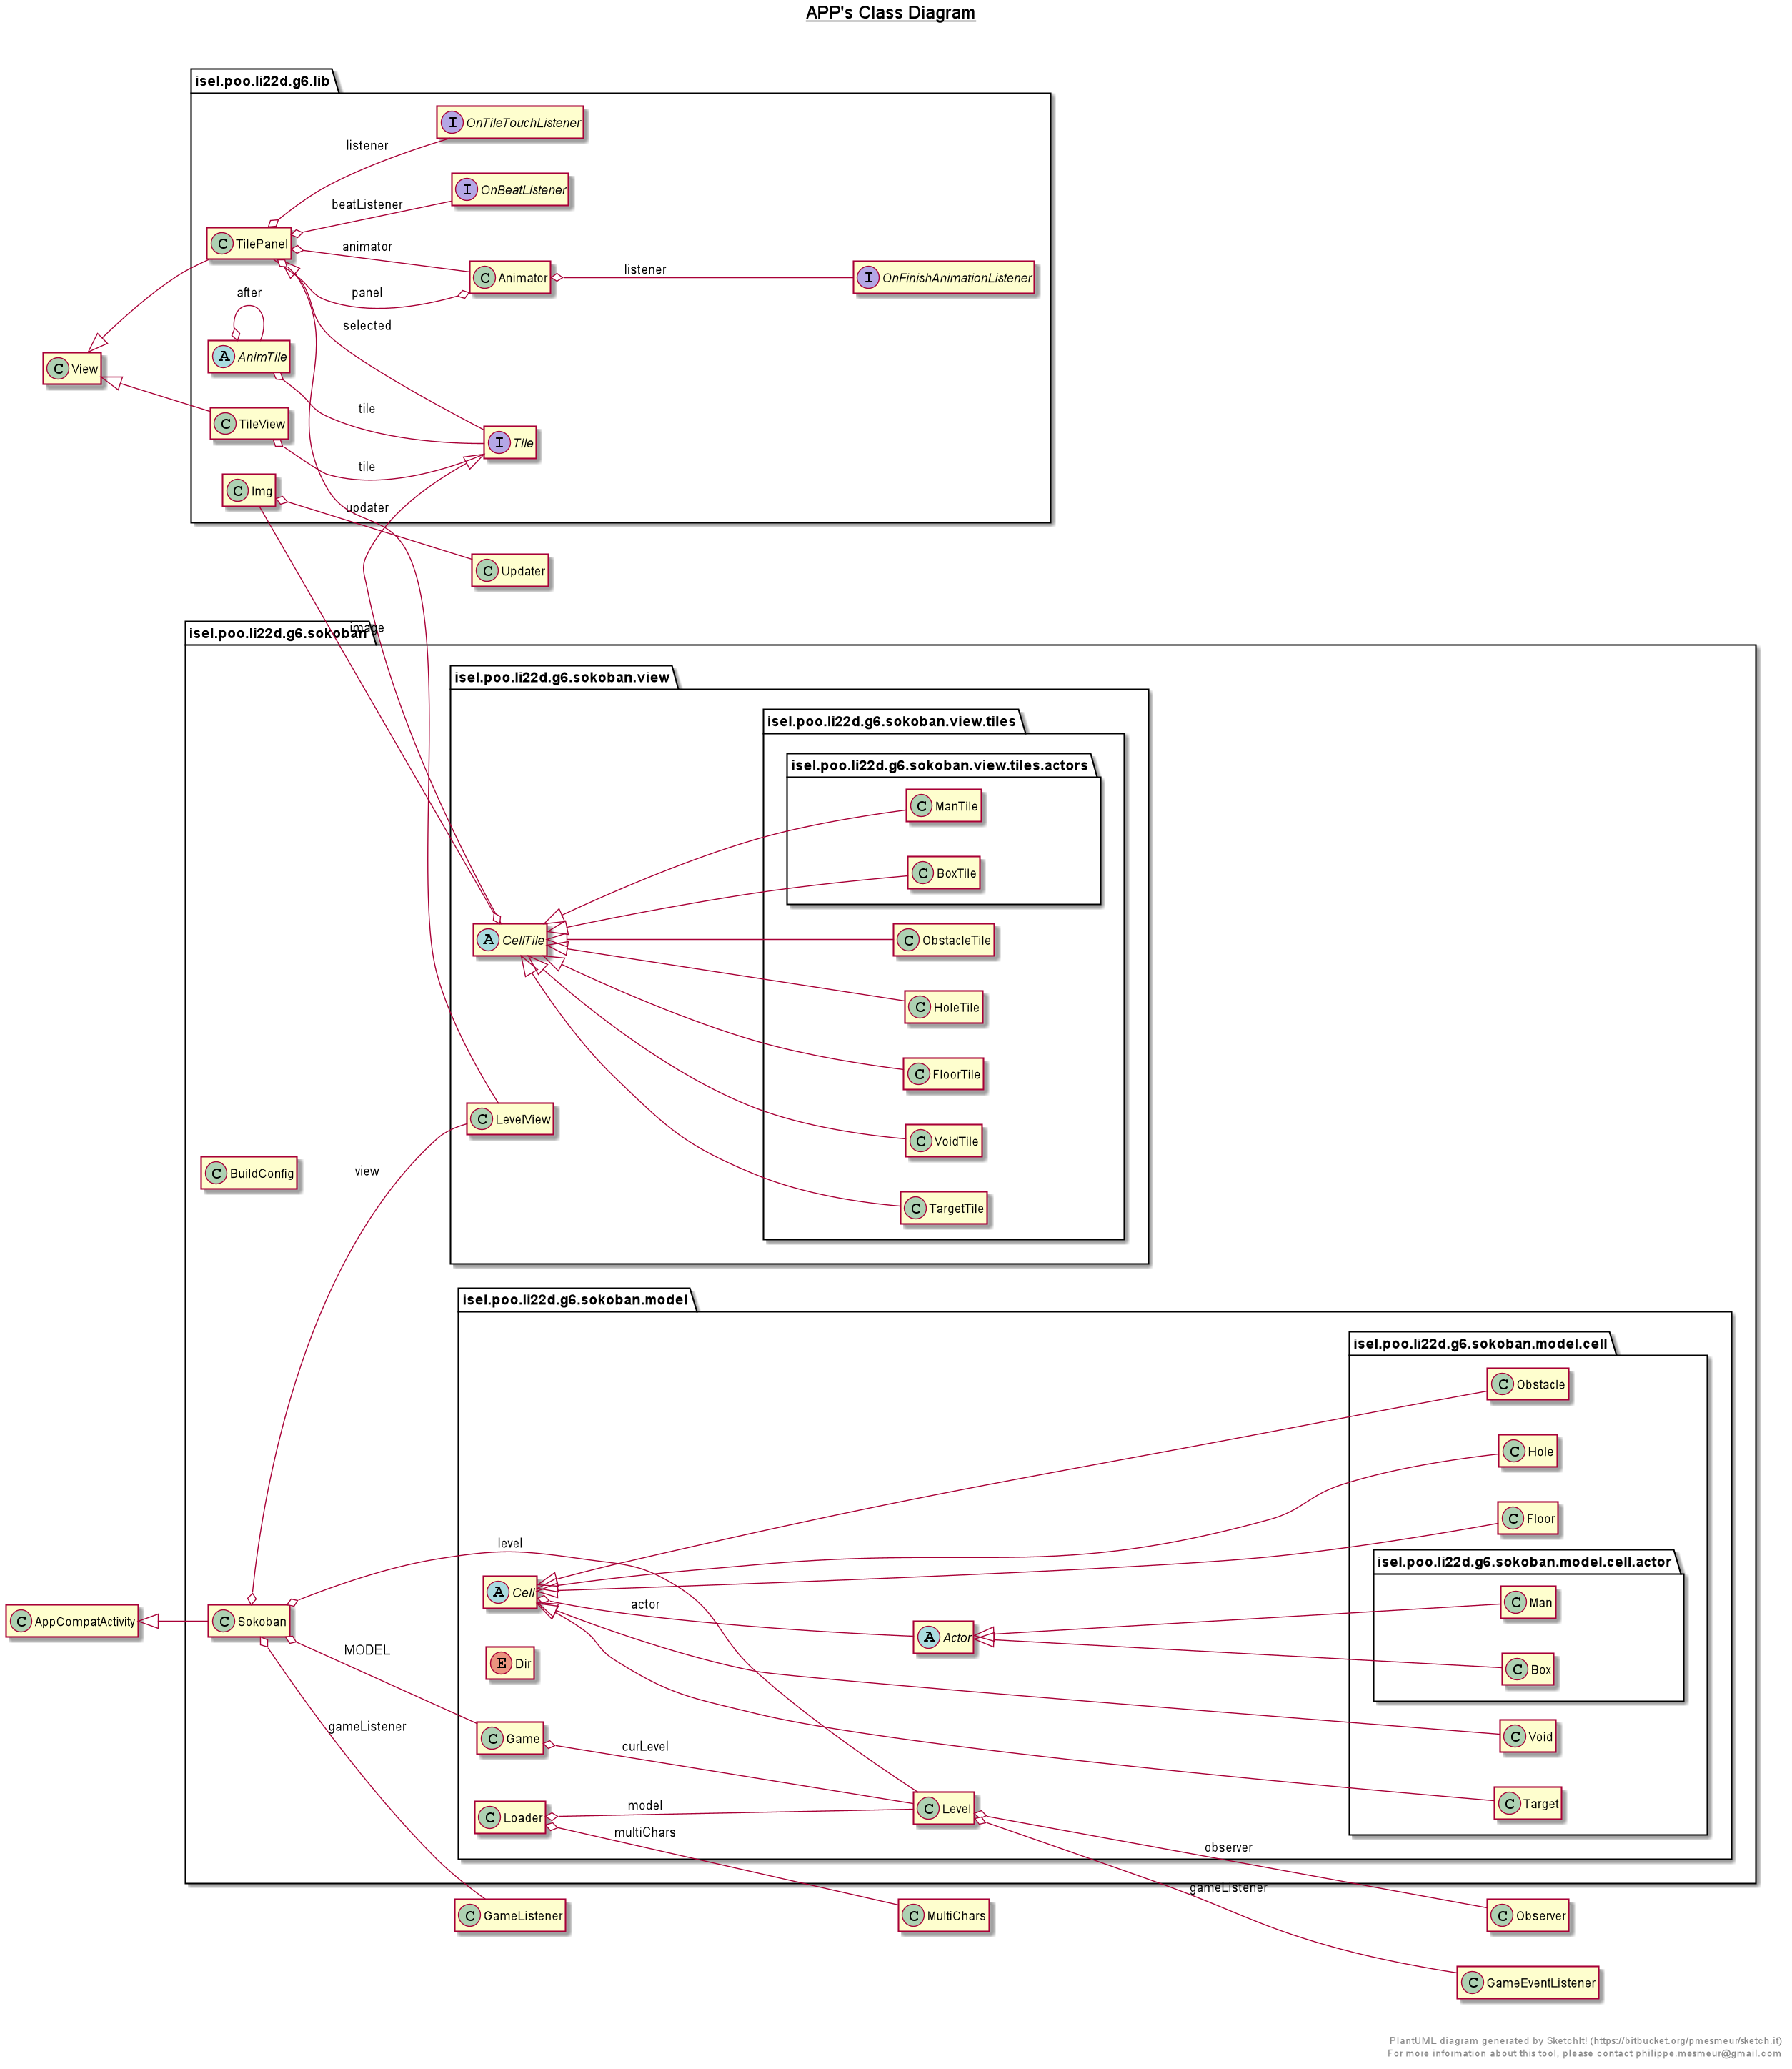 APP's Class Diagram
isel.poo.li22d.g6.lib
I OnTileTouchListener
listener
I OnBeatListener
beatListener
C TilePanel
animator
C Animator
listener
I OnFinishAnimationListener
after
panel
selected
A AnimTile
C View
tile
C TileView
I Tile
tile
C Img
updater
C Updater
image
isel.poo.li22d.g6.sokoban
isel.poo.li22d.g6.sokoban.view
isel.poo.li22d.g6.sokoban.view.tiles
isel.poo.li22d.g6.sokoban.view.tiles.actors
C ManTile
C BoxTile
A CellTile
C ObstacleTile
C HoleTile
C FloorTile
C LevelView
C VoidTile
view
C BuildConfig
C TargetTile
isel.poo.li22d.g6.sokoban.model
isel.poo.li22d.g6.sokoban.model.cell
C Obstacle
C Hole
C Floor
level
isel.poo.li22d.g6.sokoban.model.cell.actor
A Cell
actor
C Man
C AppCompatActivity
C Sokoban
A Actor
MODEL
E Dir
C Box
gameListener
C Game
curLevel
C Void
C Loader
model
C Level
C Target
multiChars
observer
gameListener
C GameListener
C MultiChars
C Observer
C GameEventListener
PlantUML diagram generated by SketchIt! (https://bitbucket.org/pmesmeur/sketch.it)
For more information about this tool, please contact philippe.mesmeur@gmail.com